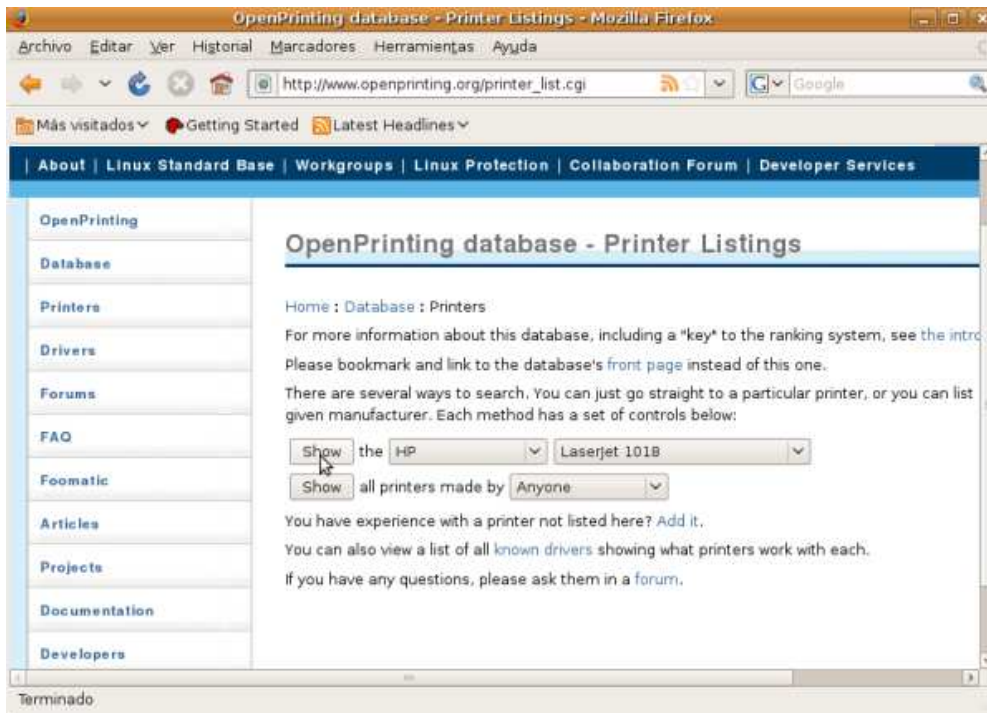 OpenPrinting database - Printer Listings - Mozilla Firefox
Archivo Editar Ver Historial Marcadores Herramientas Ayuda
http://www.openprinting.org/printer_list.cgi
Google
Más visitados
Getting Started
Latest Headlines
| About | Linux Standard Base | Workgroups | Linux Protection | Collaboration Forum | Developer Services
OpenPrinting
Database
Printers
Drivers
Forums
FAQ
Foomatic
Articles
Projects
Documentation
Developers
OpenPrinting database - Printer Listings
Home : Database : Printers
For more information about this database, including a "key" to the ranking system, see the intro
Please bookmark and link to the database's front page instead of this one.
There are several ways to search. You can just go straight to a particular printer, or you can list
given manufacturer. Each method has a set of controls below:
Show the HP Laserjet 1018
Show all printers made by Anyone
You have experience with a printer not listed here? Add it.
You can also view a list of all known drivers showing what printers work with each.
If you have any questions, please ask them in a forum.
Terminado